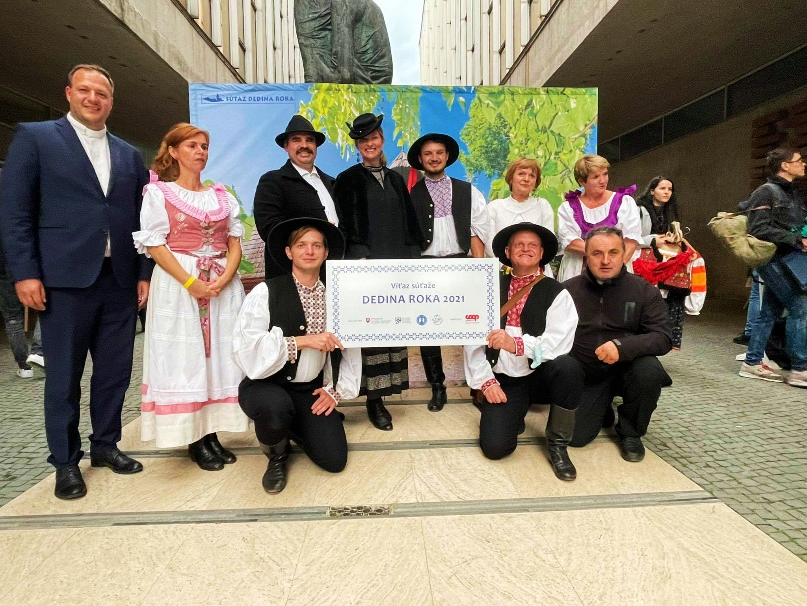 SÚŤAŽ DEDINA ROKA
Víťaz súťaže
DEDINA ROKA 2021
coop